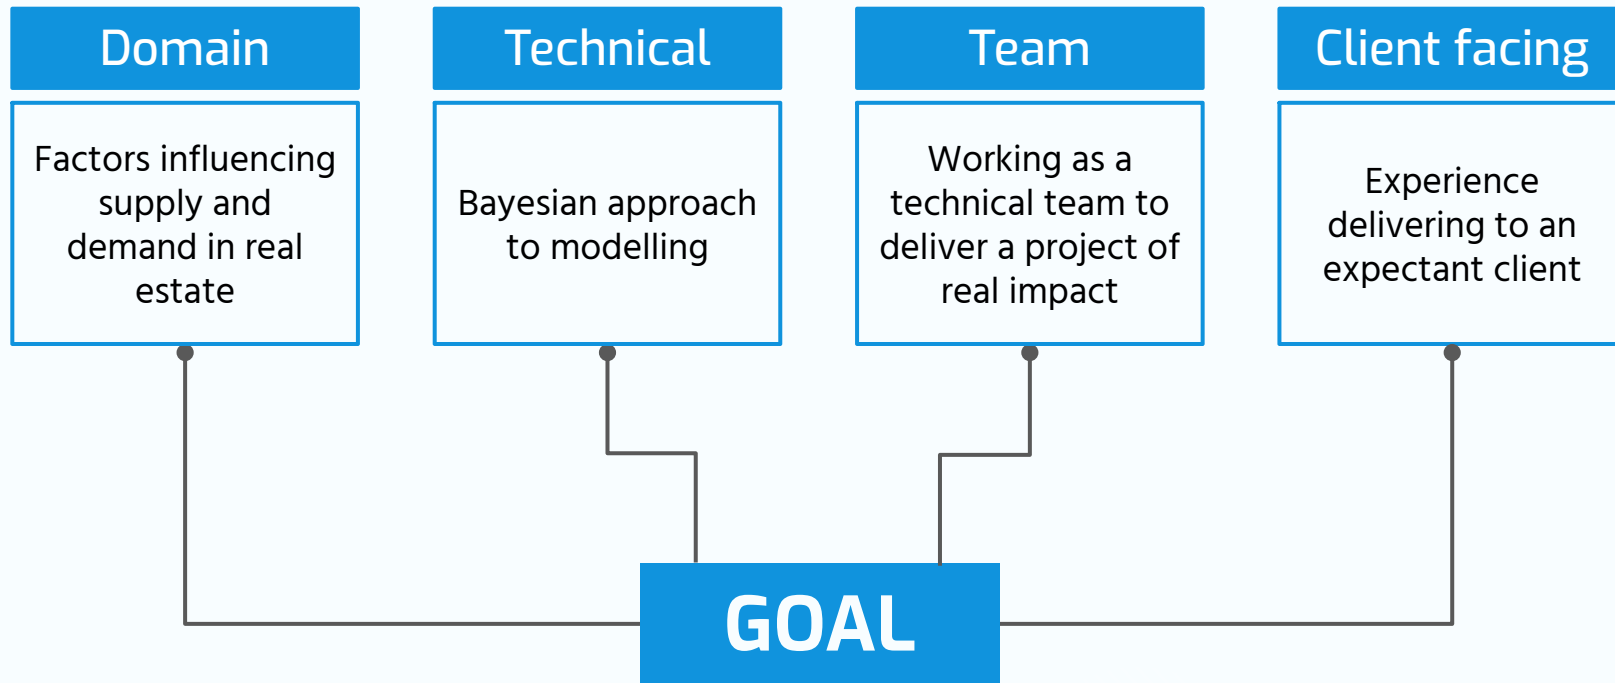 Domain
Factors influencing
supply and
demand in real
estate
Technical
Bayesian approach
to modelling
Team
Working as a
technical team to
deliver a project of
real impact
Client facing
Experience
delivering to an
expectant client
GOAL